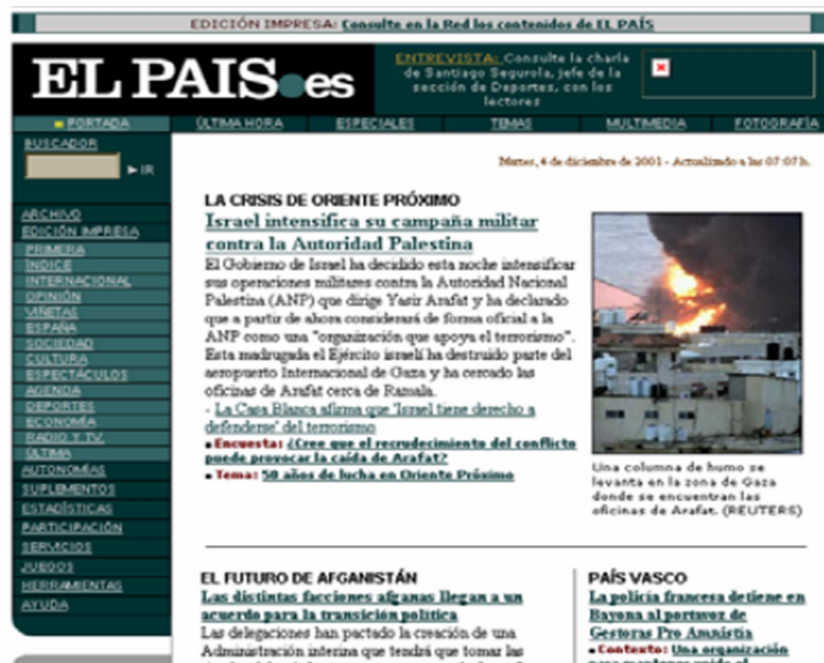 EDICIÓN IMPRESA: Consulte en la Red los contenidos de EL PAÍS
EL PAIS.es
ENTREVISTA: Consulte la charla
de Santiago Segurola, jefe de la
sección de Deportes, con los
lectores
PORTADA
ÚLTIMA HORA
ESPECIALES
TEMAS
MULTIMEDIA
FOTOGRAFÍA
BUSCADOR
IR
ARCHIVO
EDICIÓN IMPRESA
PRIMERA
ÍNDICE
INTERNACIONAL
OPINIÓN
VIÑETAS
ESPAÑA
SOCIEDAD
CULTURA
ESPECTÁCULOS
AGENDA
DEPORTES
ECONOMÍA
RADIO Y TV.
ÚLTIMA
AUTONOMÍAS
SUPLEMENTOS
ESTADÍSTICAS
PARTICIPACIÓN
SERVICIOS
JUEGOS
HERRAMIENTAS
AYUDA
Martes, 4 de diciembre de 2001 - Actualizado a las 07:07 h.
LA CRISIS DE ORIENTE PRÓXIMO
Israel intensifica su campaña militar
contra la Autoridad Palestina
El Gobierno de Israel ha decidido esta noche intensificar
sus operaciones militares contra la Autoridad Nacional
Palestina (ANP) que dirige Yasir Arafat y ha declarado
que a partir de ahora considerará de forma oficial a la
ANP como una "organización que apoya el terrorismo".
Esta madrugada el Ejército israelí ha destruido parte del
aeropuerto Internacional de Gaza y ha cercado las
oficinas de Arafat cerca de Ramala.
- La Casa Blanca afirma que 'Israel tiene derecho a
defenderse' del terrorismo
Encuesta: ¿Cree que el recrudecimiento del conflicto
puede provocar la caída de Arafat?
Tema: 50 años de lucha en Oriente Próximo
Una columna de humo se
levanta en la zona de Gaza
donde se encuentran las
oficinas de Arafat. (REUTERS)
EL FUTURO DE AFGANISTÁN
Las distintas facciones afganas llegan a un
acuerdo para la transición política
Las delegaciones han pactado la creación de una
Administración interina que tendrá que tomar las
PAÍS VASCO
La policía francesa detiene en
Bayona al portavoz de
Gestoras Pro Amnistía
Contexto: Una organización